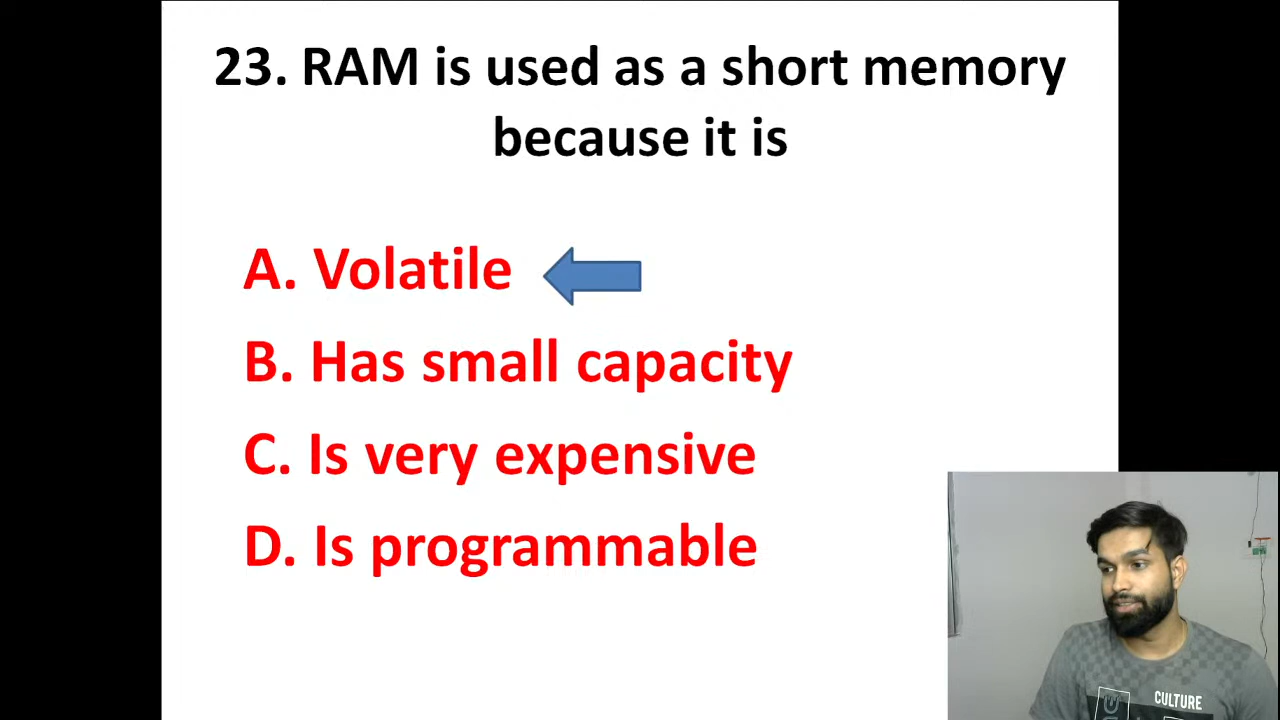 23. RAM is used as a short memory
because it is
A. Volatile
B. Has small capacity
C. Is very expensive
D. Is programmable
CULTURE